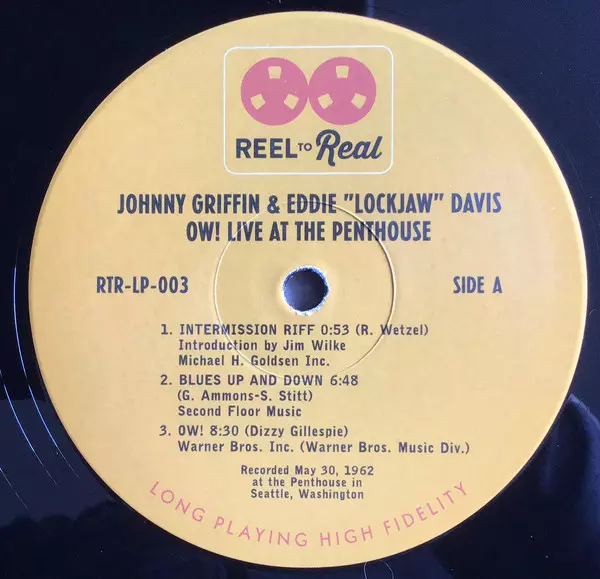 REEL TO Real
JOHNNY GRIFFIN & EDDIE "LOCKJAW" DAVIS
OW! LIVE AT THE PENTHOUSE
RTR-LP-003
SIDE A
1. INTERMISSION RIFF 0:53 (R. Wetzel)
Introduction by Jim Wilke
Michael H. Goldsen Inc.
2. BLUES UP AND DOWN 6:48
(G. Ammons-S. Stitt)
Second Floor Music
3. OW! 8:30 (Dizzy Gillespie)
Warner Bros. Inc. (Warner Bros. Music Div.)
Recorded May 30, 1962
at the Penthouse in
Seattle, Washington
LONG PLAYING HIGH FIDELITY